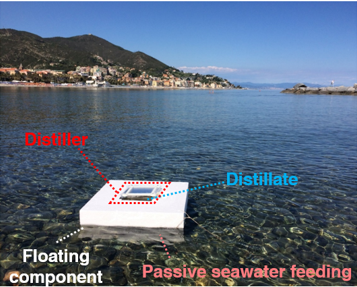 Distiller
Distillate
Floating
component
Passive seawater feeding